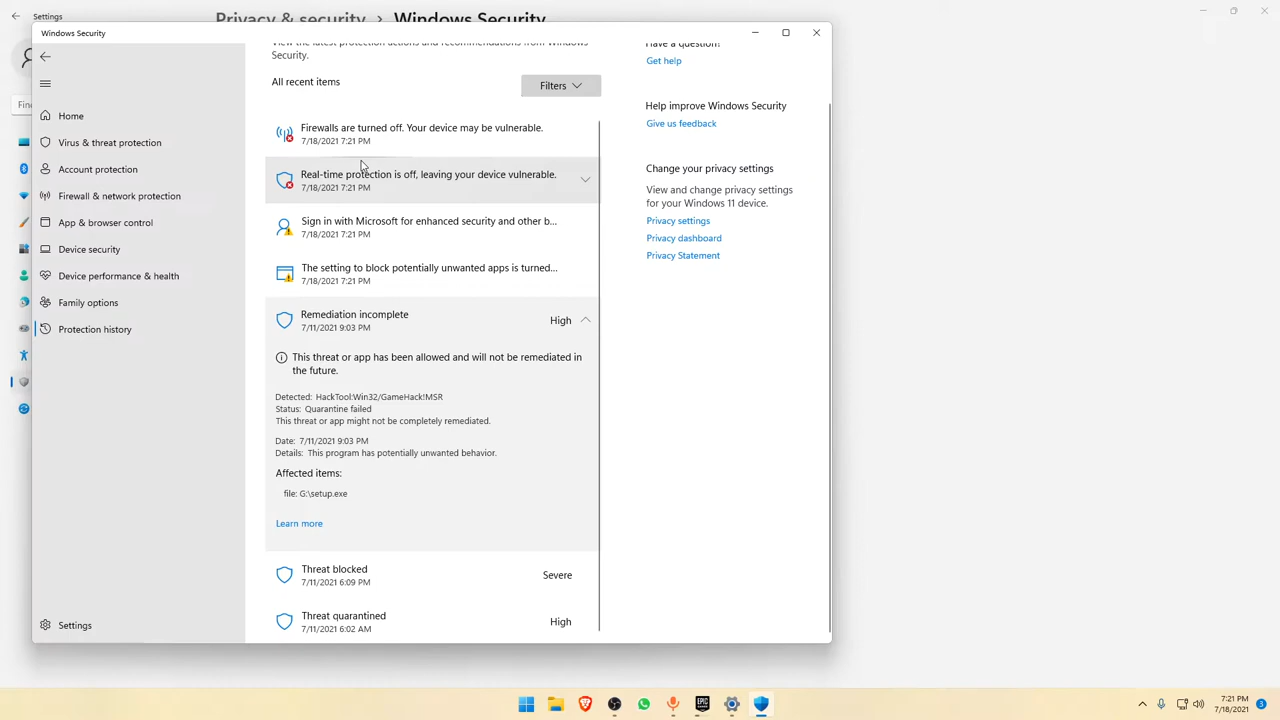 Settings
Privacy & security › Windows Security
Windows Security
View the latest protection actions and recommendations from Windows
Security.
All recent items
Filters
Firewalls are turned off. Your device may be vulnerable.
7/18/2021 7:21 PM
Real-time protection is off, leaving your device vulnerable.
7/18/2021 7:21 PM
Sign in with Microsoft for enhanced security and other b...
7/18/2021 7:21 PM
The setting to block potentially unwanted apps is turned...
7/18/2021 7:21 PM
Remediation incomplete
7/11/2021 9:03 PM
High
This threat or app has been allowed and will not be remediated in
the future.
Detected: HackTool:Win32/GameHack!MSR
Status: Quarantine failed
This threat or app might not be completely remediated.
Date: 7/11/2021 9:03 PM
Details: This program has potentially unwanted behavior.
Affected items:
file: G:\setup.exe
Learn more
Threat blocked
7/11/2021 6:09 PM
Severe
Threat quarantined
7/11/2021 6:02 AM
High
Have a question?
Get help
Help improve Windows Security
Give us feedback
Change your privacy settings
View and change privacy settings
for your Windows 11 device.
Privacy settings
Privacy dashboard
Privacy Statement
Find
Home
Virus & threat protection
Account protection
Firewall & network protection
App & browser control
Device security
Device performance & health
Family options
Protection history
Settings
EPIC
7:21 PM
7/18/2021
3